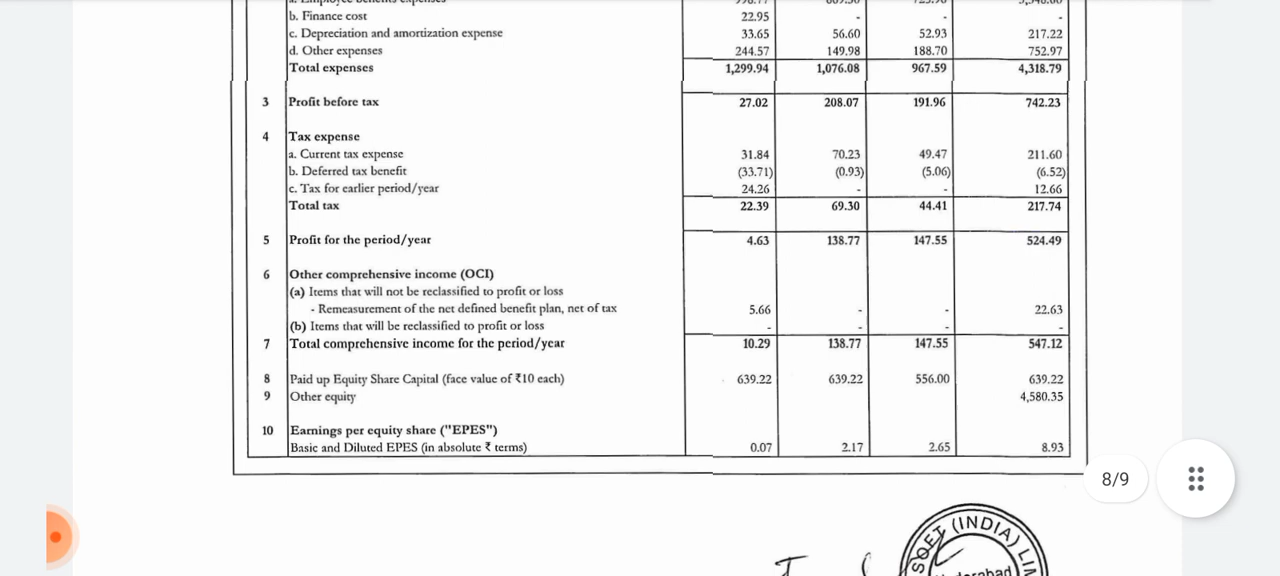 b. Finance cost 22.95 - - -
c. Depreciation and amortization expense 33.65 56.60 52.93 217.22
d. Other expenses 244.57 149.98 188.70 752.97
Total expenses 1,299.94 1,076.08 967.59 4,318.79
3 Profit before tax 27.02 208.07 191.96 742.23
4 Tax expense
a. Current tax expense 31.84 70.23 49.47 211.60
b. Deferred tax benefit (33.71) (0.93) (5.06) (6.52)
c. Tax for earlier period/year 24.26 - - 12.66
Total tax 22.39 69.30 44.41 217.74
5 Profit for the period/year 4.63 138.77 147.55 524.49
6 Other comprehensive income (OCI)
(a) Items that will not be reclassified to profit or loss
- Remeasurement of the net defined benefit plan, net of tax 5.66 - - 22.63
(b) Items that will be reclassified to profit or loss - - - -
7 Total comprehensive income for the period/year 10.29 138.77 147.55 547.12
8 Paid up Equity Share Capital (face value of ₹10 each) 639.22 639.22 556.00 639.22
9 Other equity 4,580.35
10 Earnings per equity share ("EPES")
Basic and Diluted EPES (in absolute ₹ terms) 0.07 2.17 2.65 8.93
8/9
SOFT (INDIA) LIM